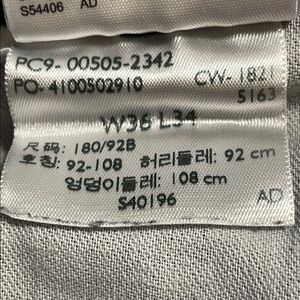 S54406 AD
PC9- 00505-2342
PO- 4100502910 CW- 1821
5163
W36 L34
尺码: 180/92B
호칭: 92-108 허리둘레: 92 cm
엉덩이둘레: 108 cm
S40196 AD